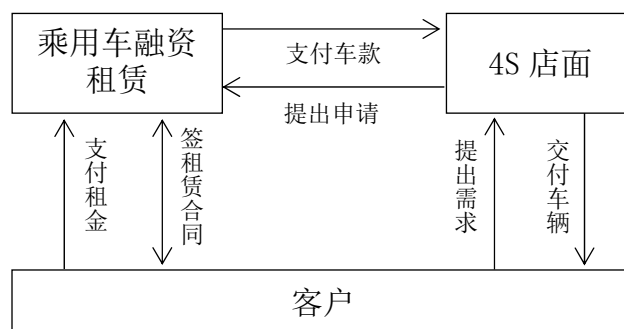 乘用车融资
租赁
支付车款
4S 店面
提出申请
支付租金
签租赁合同
提出需求
交付车辆
客户